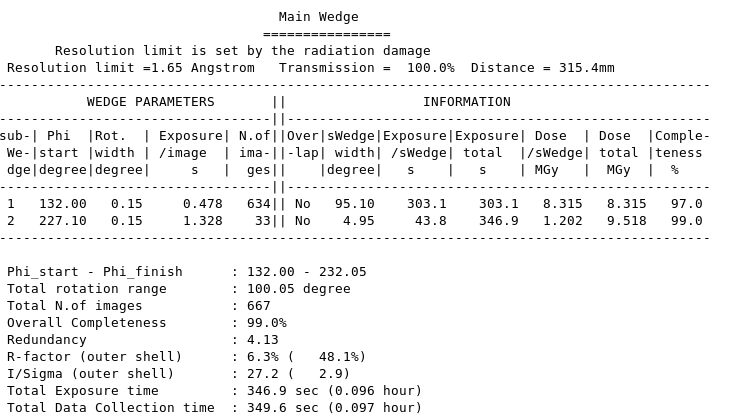 Main Wedge
================
Resolution limit is set by the radiation damage
Resolution limit =1.65 Angstrom   Transmission =  100.0%  Distance = 315.4mm
-----------------------------------------------------------------------------------------
           WEDGE PARAMETERS       ||                 INFORMATION
----------------------------------||-----------------------------------------------------
sub-| Phi  |Rot.  | Exposure| N.of||Over|sWedge|Exposure|Exposure| Dose  | Dose  |Comple-
 We-|start |width | /image  | ima-||-lap| width| /sWedge| total  |/sWedge| total |teness
 dge|degree|degree|     s   |  ges||    |degree|   s    |   s    | MGy   |  MGy  |  %
----------------------------------||-----------------------------------------------------
 1   132.00   0.15     0.478   634|| No   95.10    303.1    303.1   8.315   8.315   97.0
 2   227.10   0.15     1.328    33|| No    4.95     43.8    346.9   1.202   9.518   99.0
-----------------------------------------------------------------------------------------
Phi_start - Phi_finish      : 132.00 - 232.05
Total rotation range        : 100.05 degree
Total N.of images           : 667
Overall Completeness        : 99.0%
Redundancy                  : 4.13
R-factor (outer shell)      : 6.3% (   48.1%)
I/Sigma (outer shell)       : 27.2 (   2.9)
Total Exposure time         : 346.9 sec (0.096 hour)
Total Data Collection time  : 349.6 sec (0.097 hour)